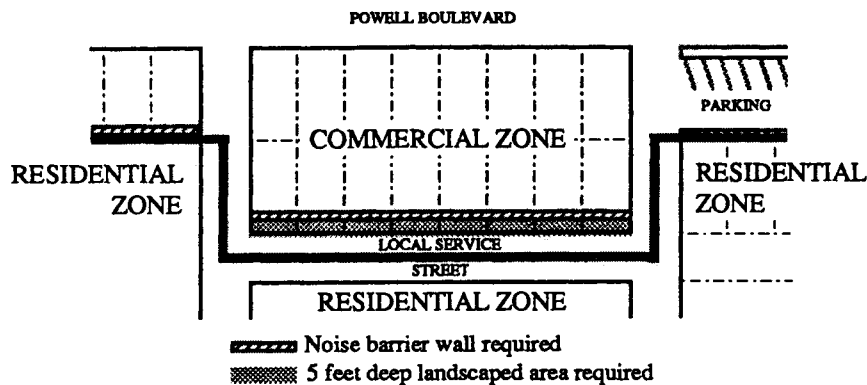 POWELL BOULEVARD
PARKING
COMMERCIAL ZONE
RESIDENTIAL
ZONE
RESIDENTIAL
ZONE
LOCAL SERVICE
STREET
RESIDENTIAL ZONE
Noise barrier wall required
5 feet deep landscaped area required